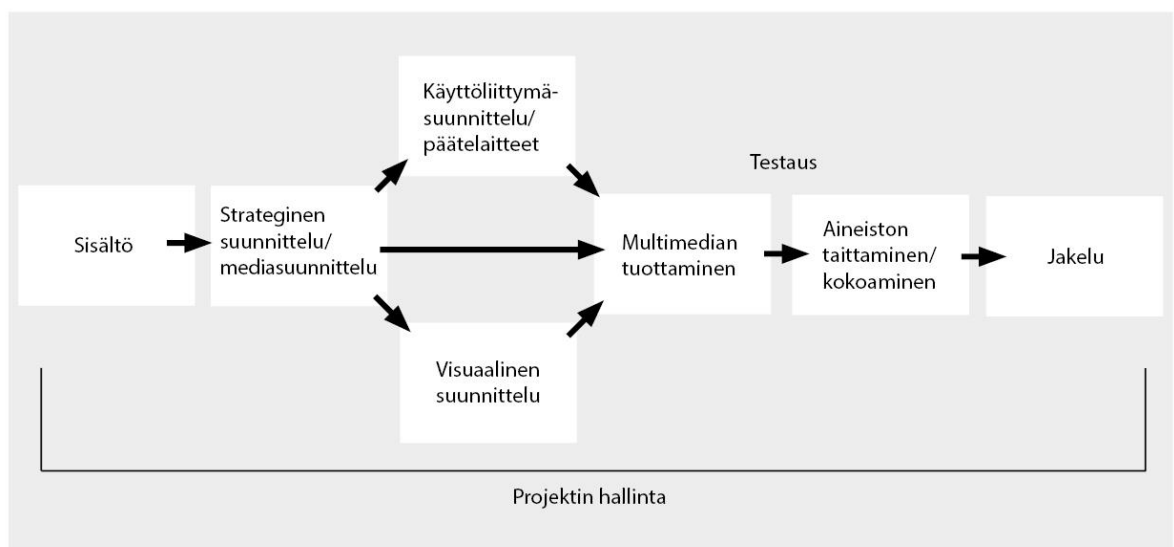 Sisältö
Strateginen
suunnittelu/
mediasuunnittelu
Käyttöliittymä-
suunnittelu/
päätelaitteet
Visuaalinen
suunnittelu
Multimedian
tuottaminen
Testaus
Aineiston
taittaminen/
kokoaminen
Jakelu
Projektin hallinta